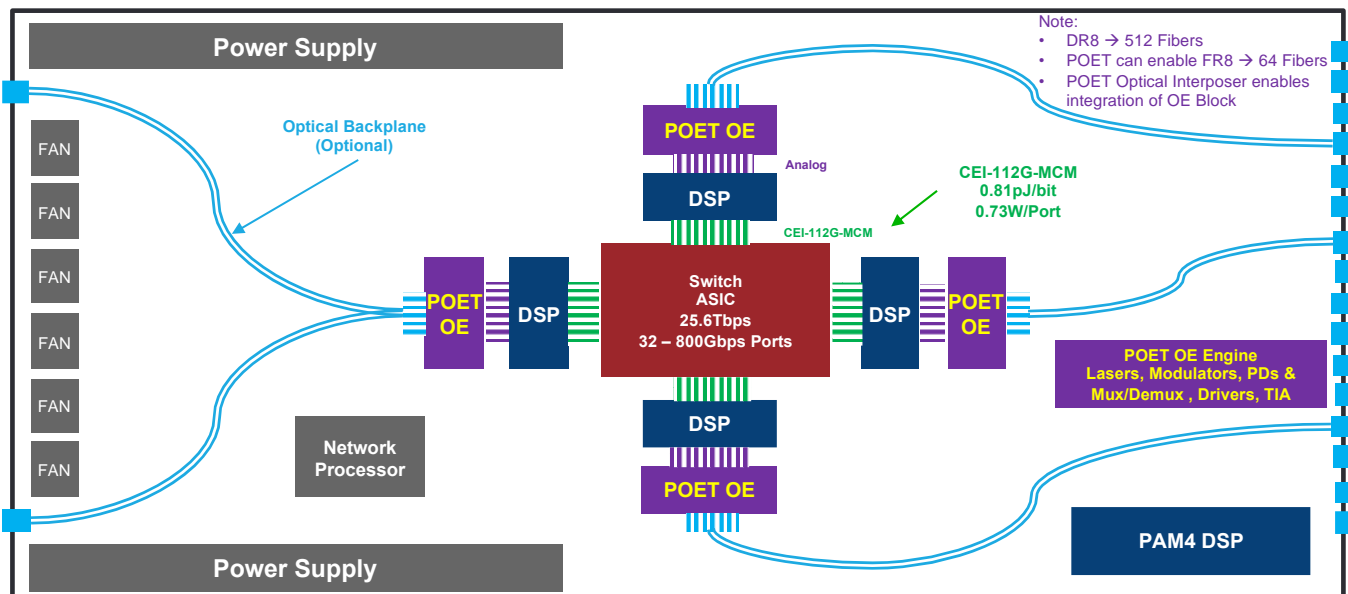 Power Supply
Note:
• DR8 → 512 Fibers
• POET can enable FR8 → 64 Fibers
• POET Optical Interposer enables
integration of OE Block
Optical Backplane
(Optional)
FAN
FAN
FAN
FAN
FAN
FAN
POET OE
Analog
DSP
CEI-112G-MCM
CEI-112G-MCM
0.81pJ/bit
0.73W/Port
POET
OE
DSP
Switch
ASIC
25.6Tbps
32 – 800Gbps Ports
DSP
POET
OE
POET OE Engine
Lasers, Modulators, PDs &
Mux/Demux , Drivers, TIA
DSP
Network
Processor
POET OE
PAM4 DSP
Power Supply